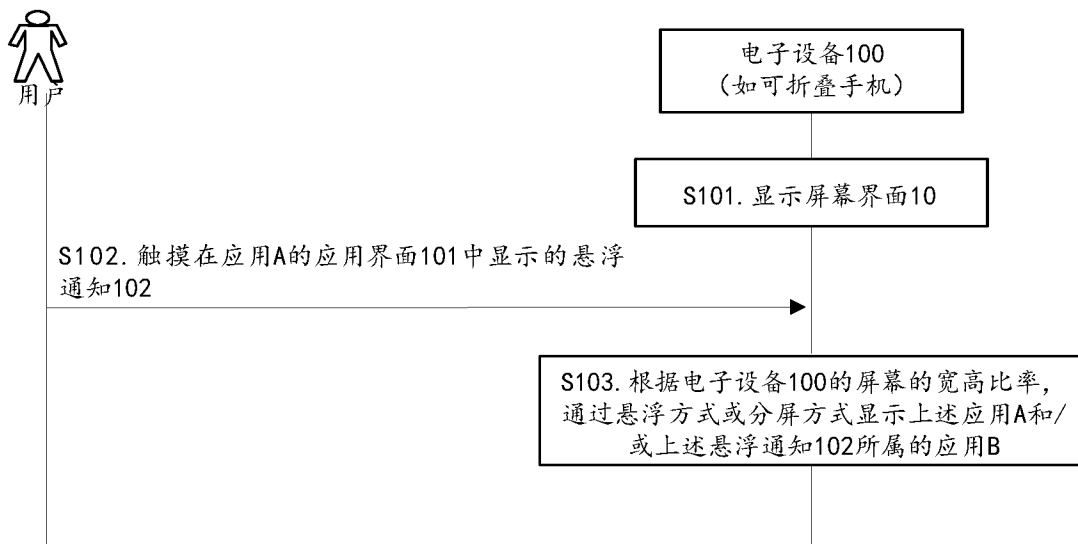 用户
电子设备100
(如可折叠手机)
S101.显示屏幕界面10
S102.触摸在应用A的应用界面101中显示的悬浮
通知102
S103.根据电子设备100的屏幕的宽高比率,
通过悬浮方式或分屏方式显示上述应用A和/
或上述悬浮通知102所属的应用B